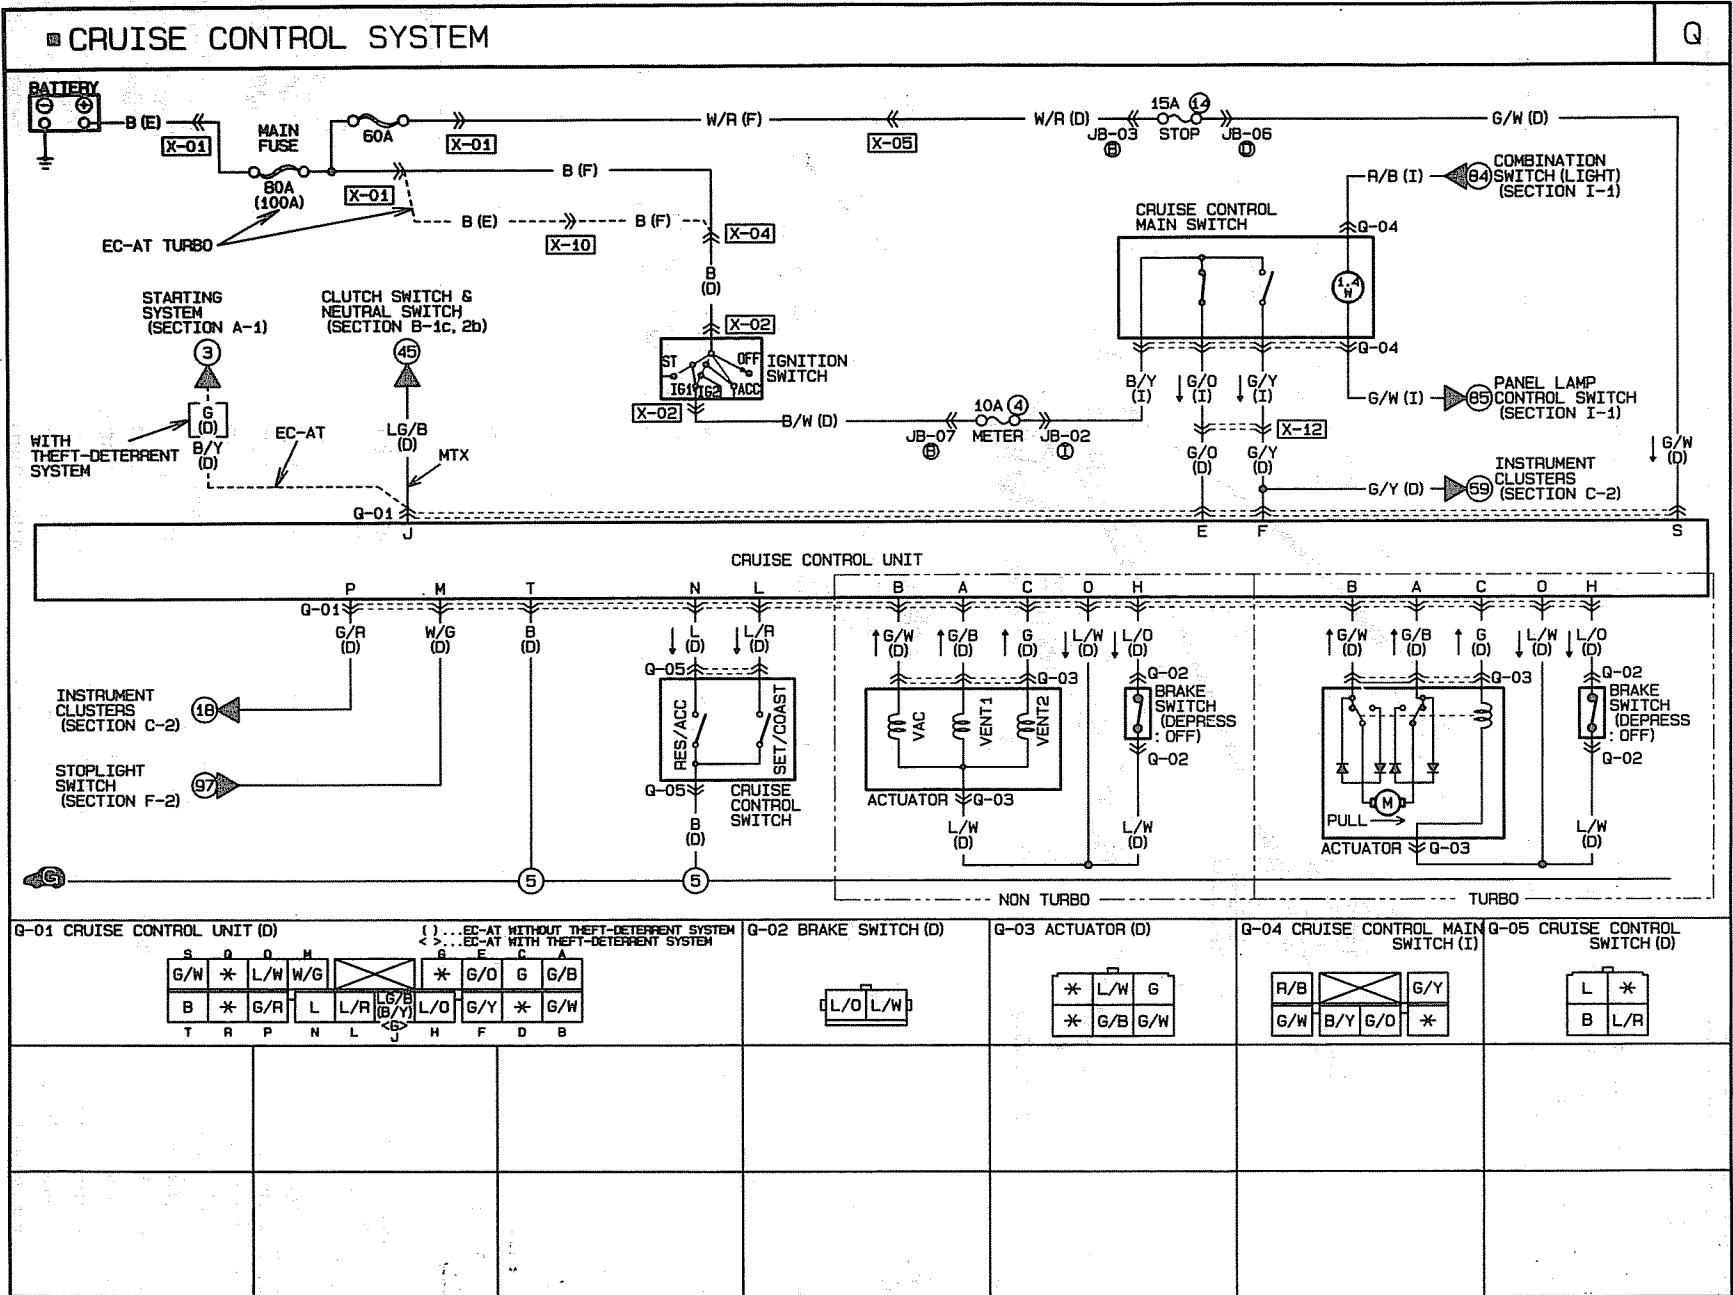 CRUISE CONTROL SYSTEM
Q
BATTERY
B (E)
X-01
MAIN
FUSE
80A
(100A)
60A
X-01
W/R (F)
X-05
W/R (D)
JB-03
B
15A 14
STOP
JB-06
D
G/W (D)
X-01
B (F)
B (E)
X-10
B (F)
X-04
EC-AT TURBO
B
(D)
X-02
ST
OFF
IG1
IG2
ACC
IGNITION
SWITCH
X-02
B/W (D)
JB-07
B
10A 4
METER
JB-02
I
CRUISE CONTROL
MAIN SWITCH
R/B (I)
84
COMBINATION
SWITCH (LIGHT)
(SECTION I-1)
Q-04
1.4
W
Q-04
B/Y
(I)
G/O
(I)
G/Y
(I)
G/W (I)
85
PANEL LAMP
CONTROL SWITCH
(SECTION I-1)
X-12
G/O
(D)
G/Y
(D)
G/W
(D)
G/Y (D)
59
INSTRUMENT
CLUSTERS
(SECTION C-2)
STARTING
SYSTEM
(SECTION A-1)
3
CLUTCH SWITCH &
NEUTRAL SWITCH
(SECTION B-1c, 2b)
45
G
(D)
B/Y
(D)
WITH
THEFT-DETERRENT
SYSTEM
EC-AT
LG/B
(D)
MTX
Q-01
J
E
F
S
CRUISE CONTROL UNIT
P M T N L B A C O H B A C O H
Q-01
G/R
(D)
W/G
(D)
B
(D)
L
(D)
L/R
(D)
G/W
(D)
G/B
(D)
G
(D)
L/W
(D)
L/O
(D)
G/W
(D)
G/B
(D)
G
(D)
L/W
(D)
L/O
(D)
INSTRUMENT
CLUSTERS
(SECTION C-2)
18
STOPLIGHT
SWITCH
(SECTION F-2)
97
Q-05
RES/ACC
SET/COAST
Q-05
CRUISE
CONTROL
SWITCH
B
(D)
Q-03
VAC
VENT1
VENT2
ACTUATOR
Q-03
L/W
(D)
Q-02
BRAKE
SWITCH
(DEPRESS
: OFF)
Q-02
L/W
(D)
Q-03
M
PULL
ACTUATOR
Q-03
Q-02
BRAKE
SWITCH
(DEPRESS
: OFF)
Q-02
L/W
(D)
G
5
5
NON TURBO
TURBO
Q-01 CRUISE CONTROL UNIT (D)
( )...EC-AT WITHOUT THEFT-DETERRENT SYSTEM
< >...EC-AT WITH THEFT-DETERRENT SYSTEM
S Q O M G E C A
G/W * L/W W/G * G/O G G/B
B * G/R L L/R LG/B (B/Y) <G> L/O G/Y * G/W
T R P N L J H F D B
Q-02 BRAKE SWITCH (D)
L/O L/W
Q-03 ACTUATOR (D)
* L/W G
* G/B G/W
Q-04 CRUISE CONTROL MAIN
SWITCH (I)
R/B G/Y
G/W B/Y G/O *
Q-05 CRUISE CONTROL
SWITCH (D)
L *
B L/R